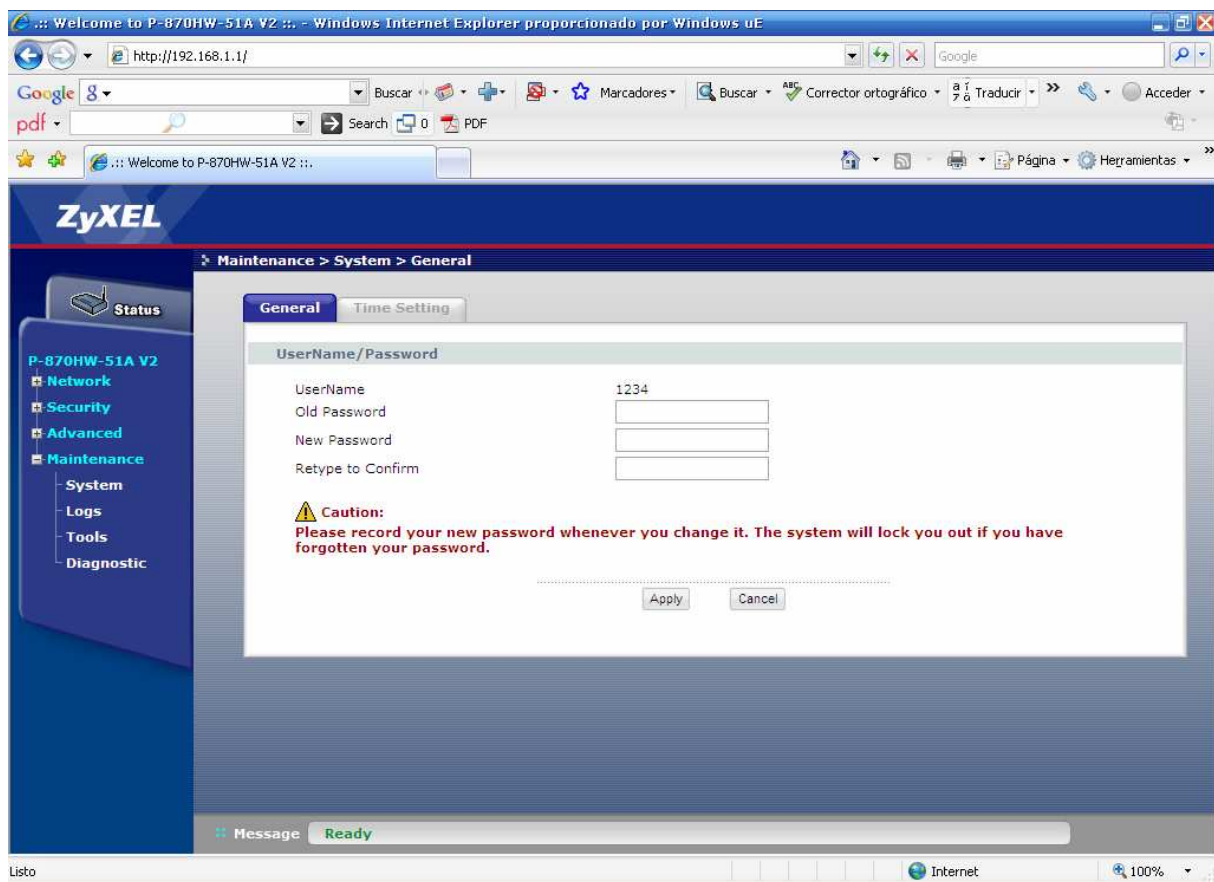 .:: Welcome to P-870HW-51A V2 ::. - Windows Internet Explorer proporcionado por Windows uE
http://192.168.1.1/
Google
Google
Buscar
Marcadores
Buscar
ABC
Corrector ortográfico
Traducir
»
Acceder
pdf
Search
0
PDF
.:: Welcome to P-870HW-51A V2 ::.
Página
Herramientas
»
ZyXEL
Maintenance > System > General
Status
General
Time Setting
P-870HW-51A V2
Network
Security
Advanced
Maintenance
System
Logs
Tools
Diagnostic
UserName/Password
UserName 1234
Old Password
New Password
Retype to Confirm
Caution:
Please record your new password whenever you change it. The system will lock you out if you have
forgotten your password.
Apply
Cancel
Message Ready
Listo
Internet
100%